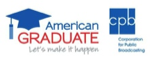 American
GRADUATE
Let's make it happen
cpb
Corporation
for Public
Broadcasting